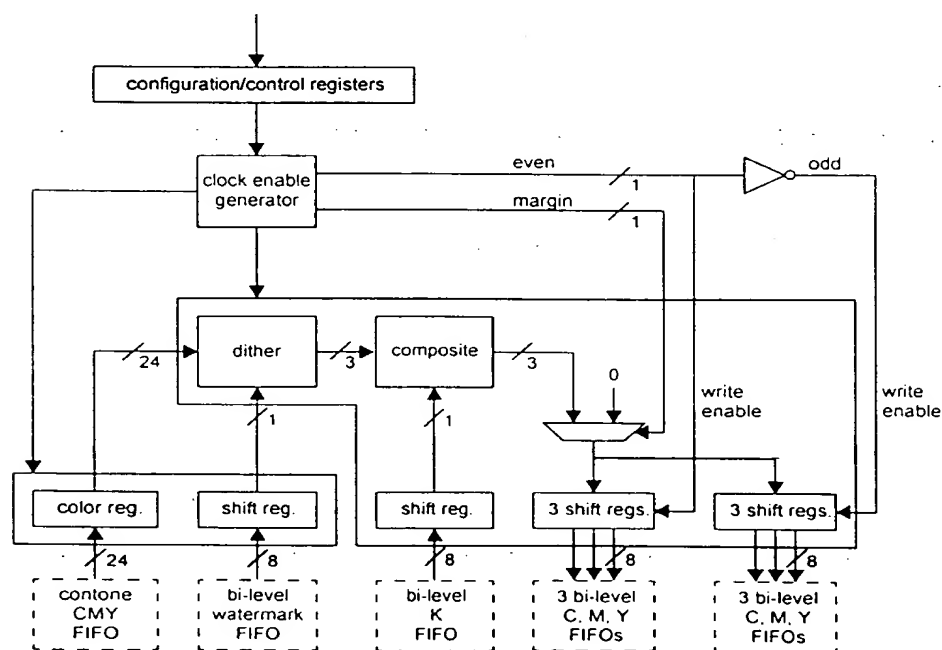 configuration/control registers
clock enable
generator
even
1
odd
margin
1
dither
composite
24
3
3
0
1
1
write
enable
write
enable
color reg.
shift reg.
shift reg.
3 shift regs.
3 shift regs.
24
8
8
8
8
contone
CMY
FIFO
bi-level
watermark
FIFO
bi-level
K
FIFO
3 bi-level
C, M, Y
FIFOs
3 bi-level
C, M, Y
FIFOs